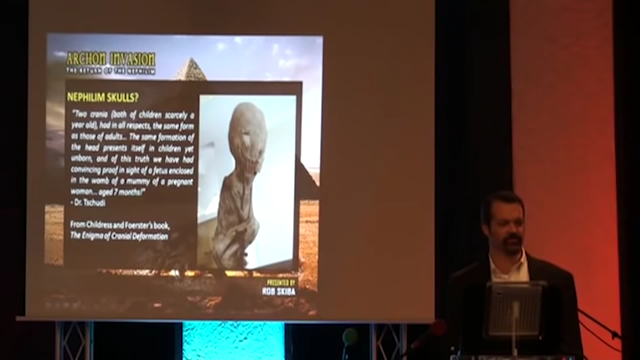 ARCHON INVASION
THE RETURN OF THE NEPHILIM
NEPHILIM SKULLS?
"Two crania (both of children scarcely a
year old), had in all respects, the same form
as those of adults... The same formation of
the head presents itself in children yet
unborn, and of this truth we have had
convincing proof in sight of a fetus enclosed
in the womb of a mummy of a pregnant
woman... aged 7 months!"
- Dr. Tschudi
From Childress and Foerster's book,
The Enigma of Cranial Deformation
PRESENTED BY
ROB SKIBA